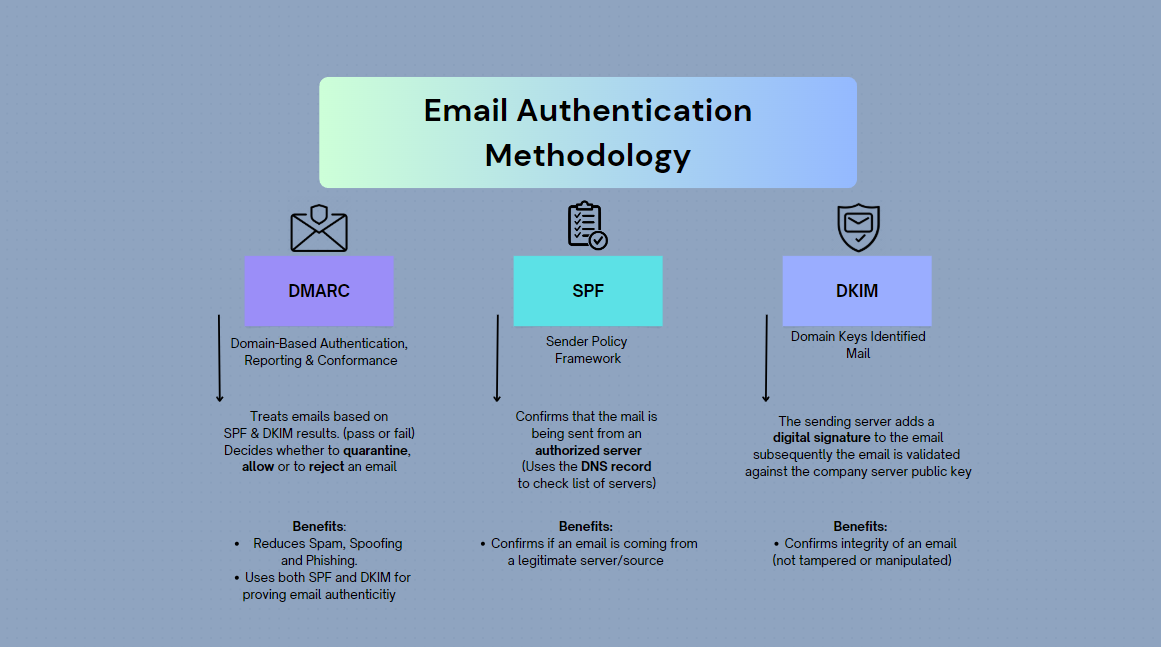 Email Authentication
Methodology
DMARC
Domain-Based Authentication,
Reporting & Conformance
Treats emails based on
SPF & DKIM results. (pass or fail)
Decides whether to quarantine,
allow or to reject an email
Benefits:
• Reduces Spam, Spoofing
and Phishing.
• Uses both SPF and DKIM for
proving email authenticitiy
SPF
Sender Policy
Framework
Confirms that the mail is
being sent from an
authorized server
(Uses the DNS record
to check list of servers)
Benefits:
• Confirms if an email is coming from
a legitimate server/source
DKIM
Domain Keys Identified
Mail
The sending server adds a
digital signature to the email
subsequently the email is validated
against the company server public key
Benefits:
• Confirms integrity of an email
(not tampered or manipulated)